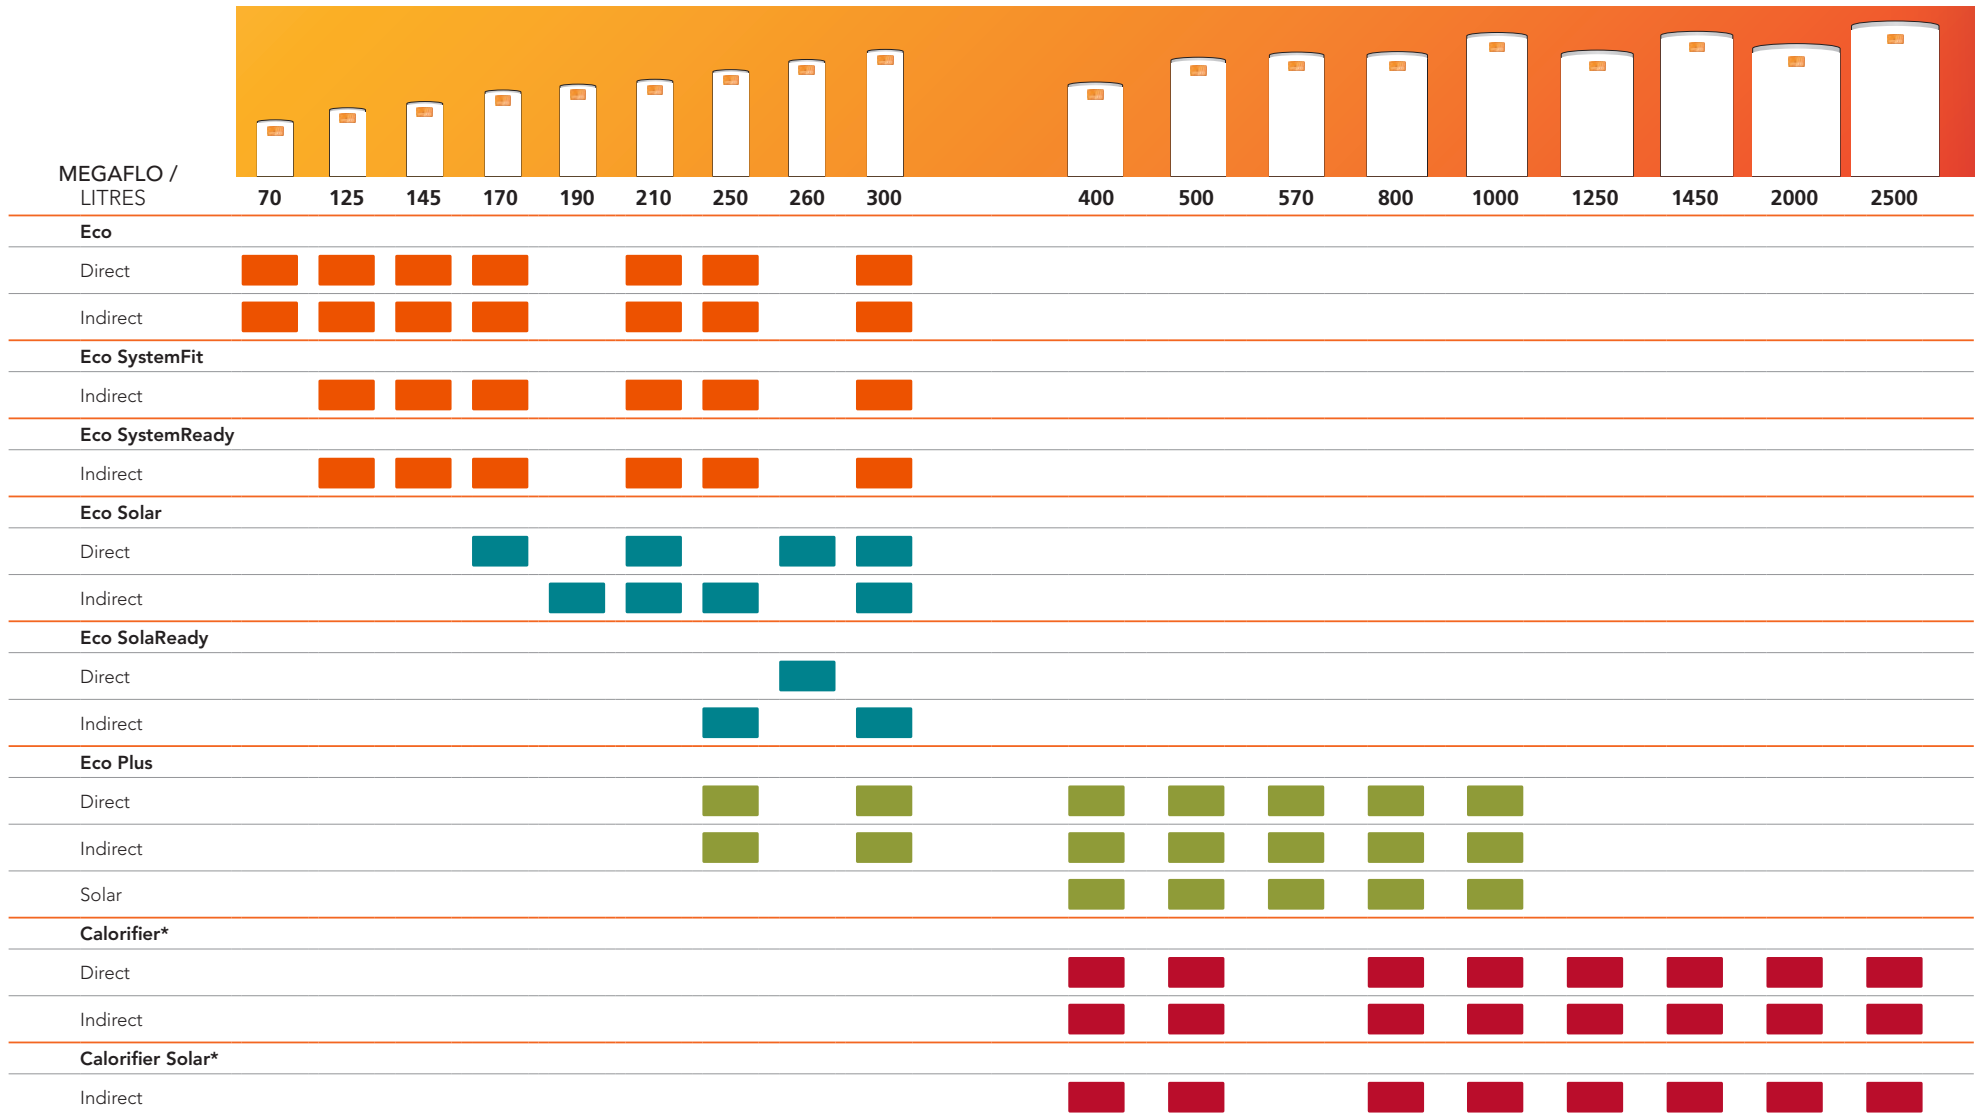 MEGAFLO /
LITRES 70 125 145 170 190 210 250 260 300 400 500 570 800 1000 1250 1450 2000 2500
Eco
Direct
Indirect
Eco SystemFit
Indirect
Eco SystemReady
Indirect
Eco Solar
Direct
Indirect
Eco SolaReady
Direct
Indirect
Eco Plus
Direct
Indirect
Solar
Calorifier*
Direct
Indirect
Calorifier Solar*
Indirect